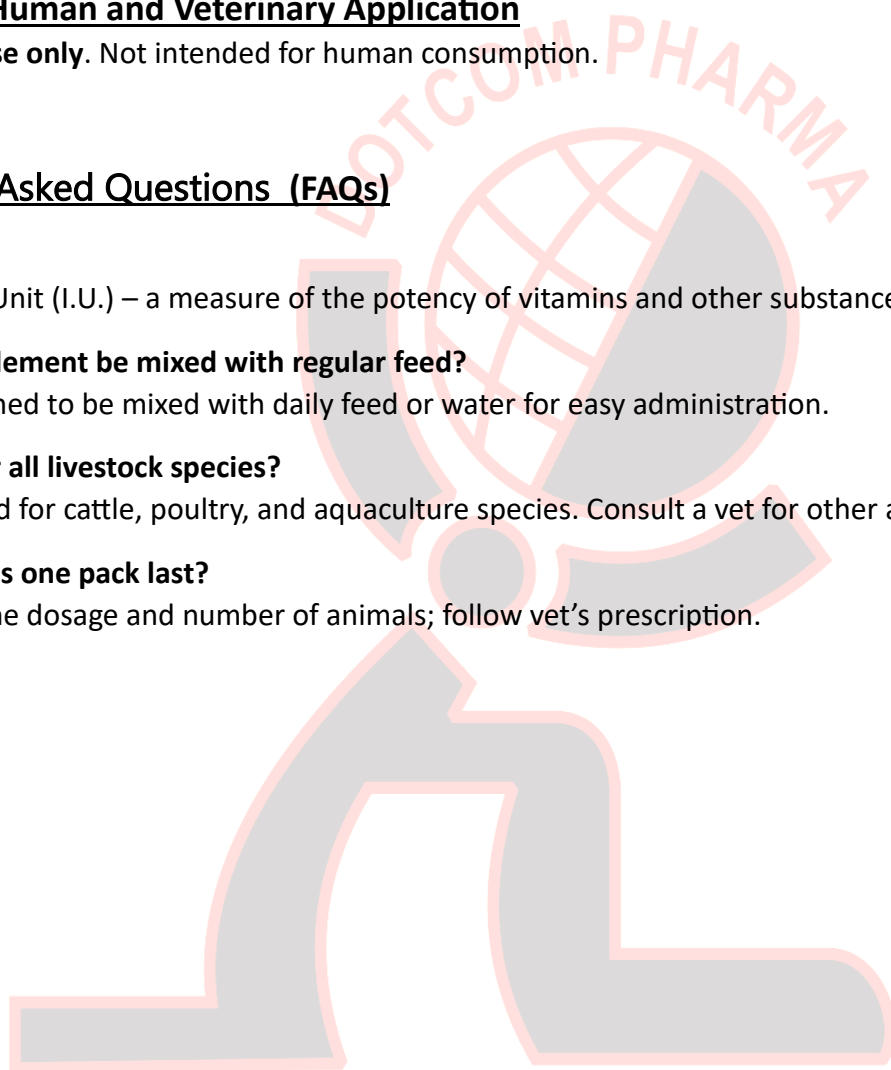 Human and Veterinary Application
se only. Not intended for human consumption.
DOTCOM PHARMA
Asked Questions (FAQs)
Unit (I.U.) – a measure of the potency of vitamins and other substance
lement be mixed with regular feed?
ned to be mixed with daily feed or water for easy administration.
r all livestock species?
d for cattle, poultry, and aquaculture species. Consult a vet for other a
s one pack last?
he dosage and number of animals; follow vet’s prescription.